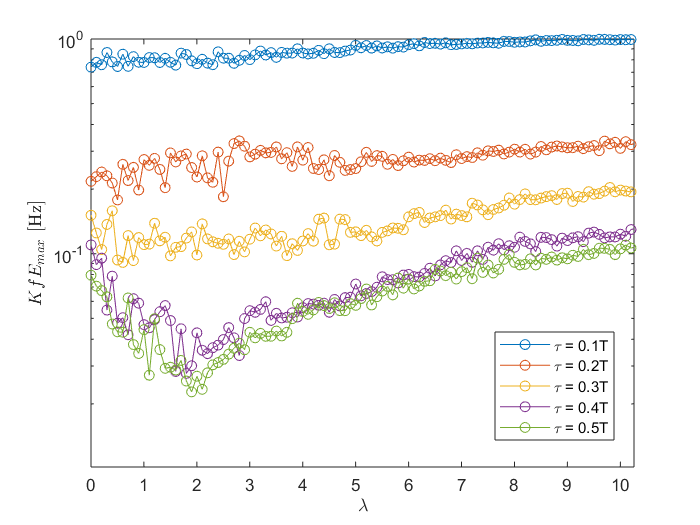 10^0
10^-1
K f E_max [Hz]
0 1 2 3 4 5 6 7 8 9 10
λ
τ = 0.1T
τ = 0.2T
τ = 0.3T
τ = 0.4T
τ = 0.5T